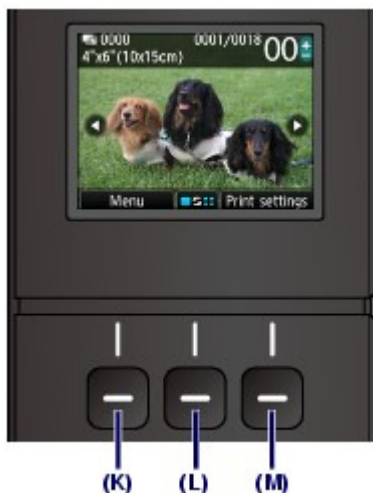 0000 0001/0018 00
4"x6"(10x15cm)
Menu Print settings
(K) (L) (M)